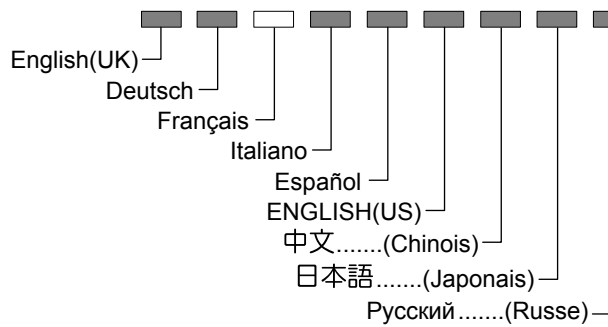 English(UK)
Deutsch
Français
Italiano
Español
ENGLISH(US)
中文.......(Chinois)
日本語.......(Japonais)
Русский.......(Russe)